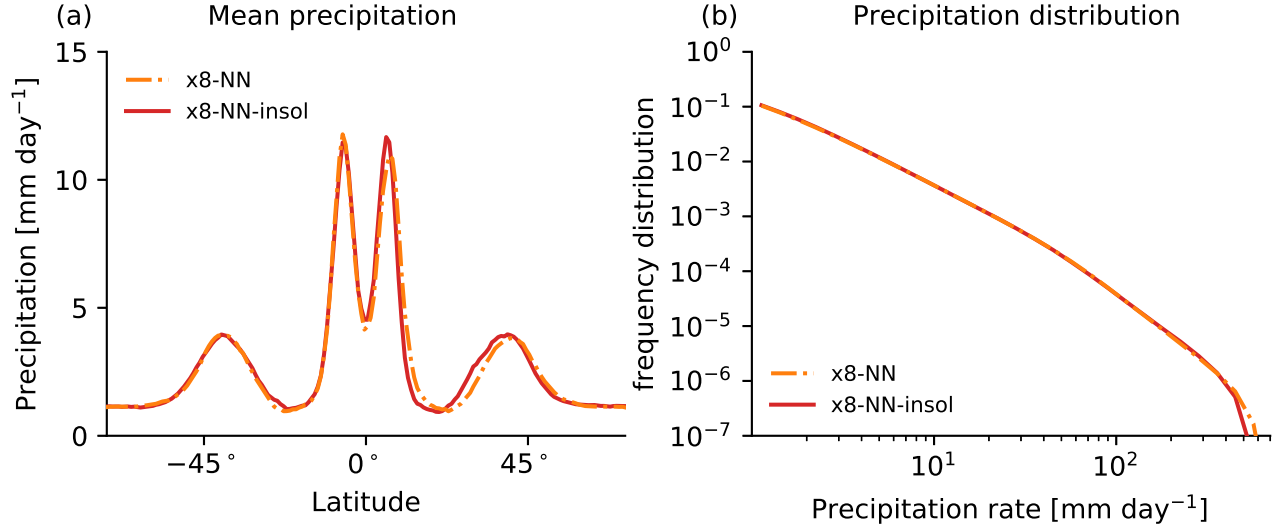 (a) Mean precipitation
Precipitation [mm day⁻¹]
15
10
5
0
x8-NN
x8-NN-insol
−45° 0° 45°
Latitude
(b) Precipitation distribution
frequency distribution
10⁰
10⁻¹
10⁻²
10⁻³
10⁻⁴
10⁻⁵
10⁻⁶
10⁻⁷
x8-NN
x8-NN-insol
10¹ 10²
Precipitation rate [mm day⁻¹]